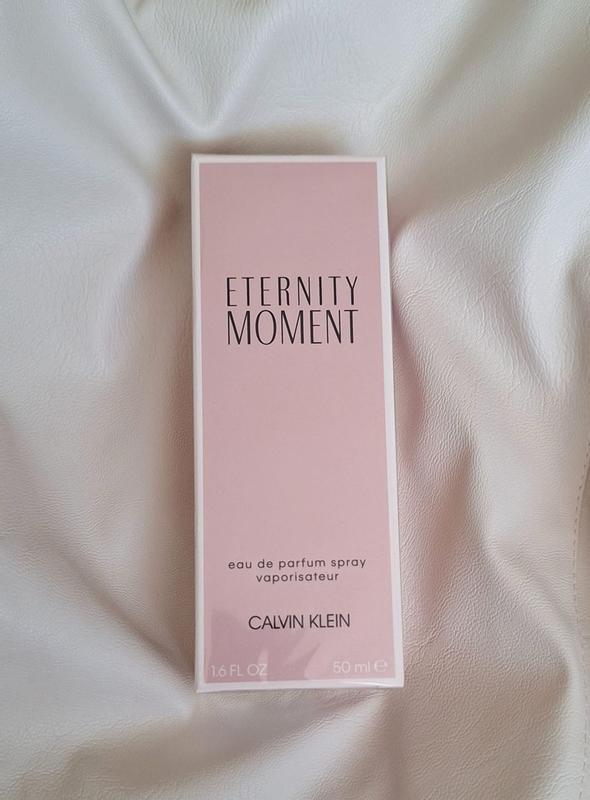 ETERNITY
MOMENT
eau de parfum spray
vaporisateur
CALVIN KLEIN
1.6 FL OZ 50 ml ℮